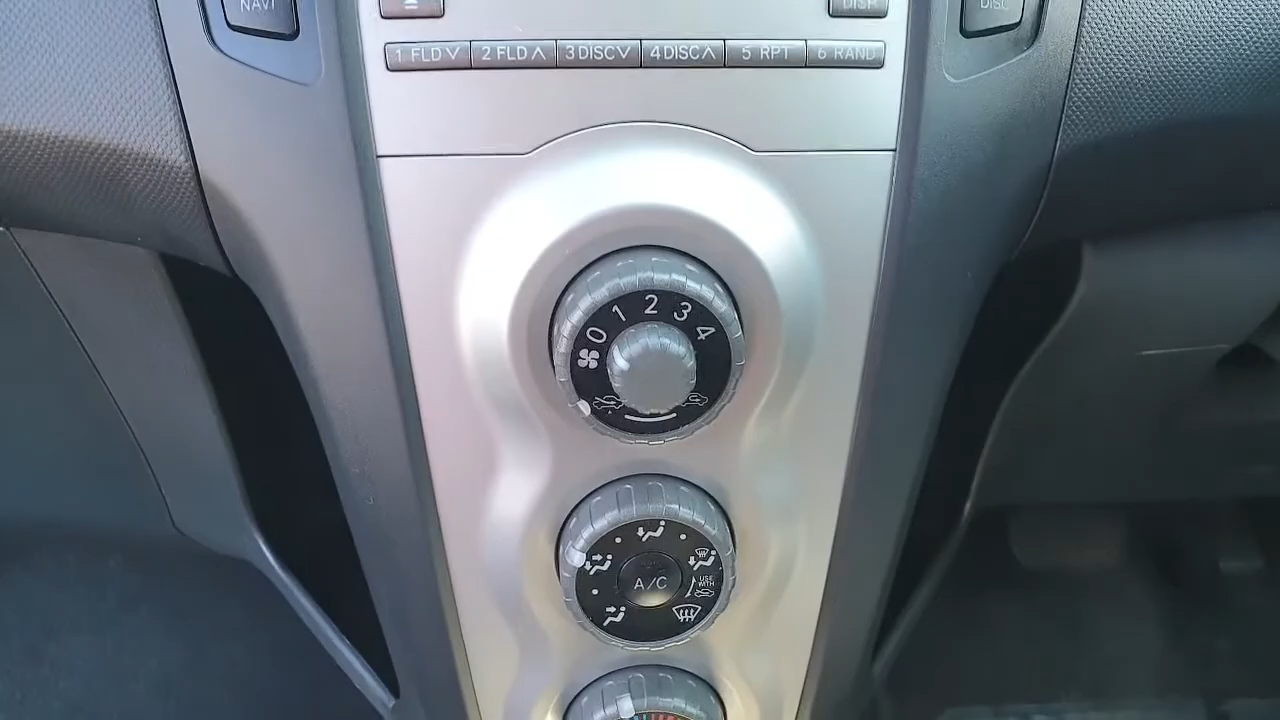 NAVI
DISP
DISC
1 FLD∨ 2 FLD∧ 3 DISC∨ 4 DISC∧ 5 RPT 6 RAND
0 1 2 3 4
A/C
USE
WITH